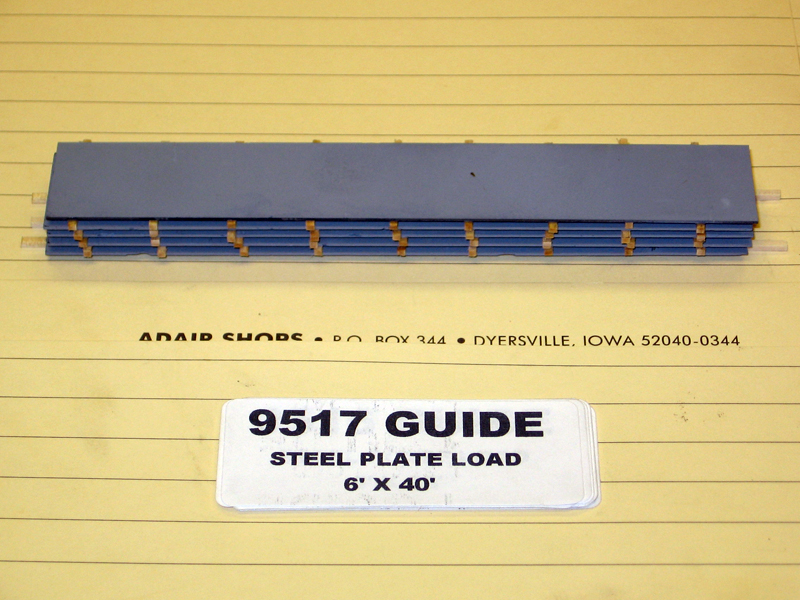 ADAIR SHOPS • P.O. BOX 344 • DYERSVILLE, IOWA 52040-0344
9517 GUIDE
STEEL PLATE LOAD
6' X 40'